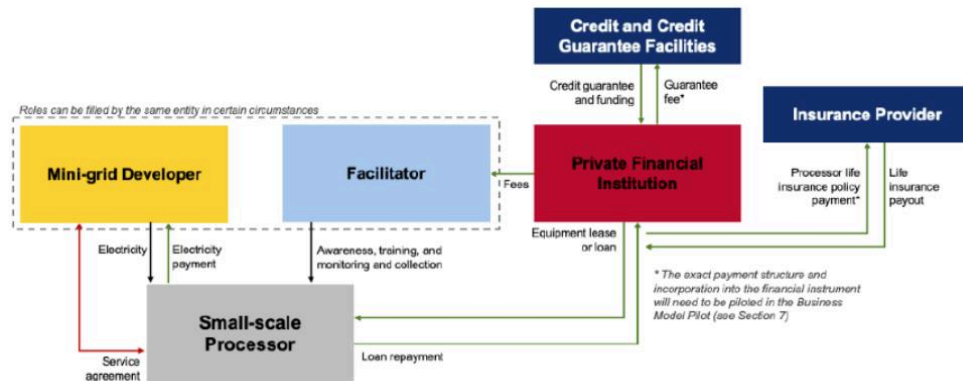 Credit and Credit
Guarantee Facilities
Credit guarantee
and funding
Guarantee
fee*
Roles can be filled by the same entity in certain circumstances
Insurance Provider
Mini-grid Developer
Facilitator
Private Financial
Institution
Fees
Processor life
insurance policy
payment*
Life
insurance
payout
Electricity
Electricity
payment
Awareness, training, and
monitoring and collection
Equipment lease
or loan
* The exact payment structure and
incorporation into the financial instrument
will need to be piloted in the Business
Model Pilot (see Section 7)
Small-scale
Processor
Service
agreement
Loan repayment